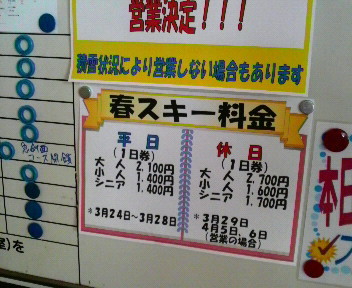 営業決定！！！
積雪状況により営業しない場合もあります
春スキー料金
平日
(1日券)
大人 2.100円
小人 1.400円
シニア 1.400円
*3月24日～3月28日
休日
(1日券)
大人 2.700円
小人 1.600円
シニア 1.700円
*3月29日
4月5日、6日
(営業の場合)
本日
を